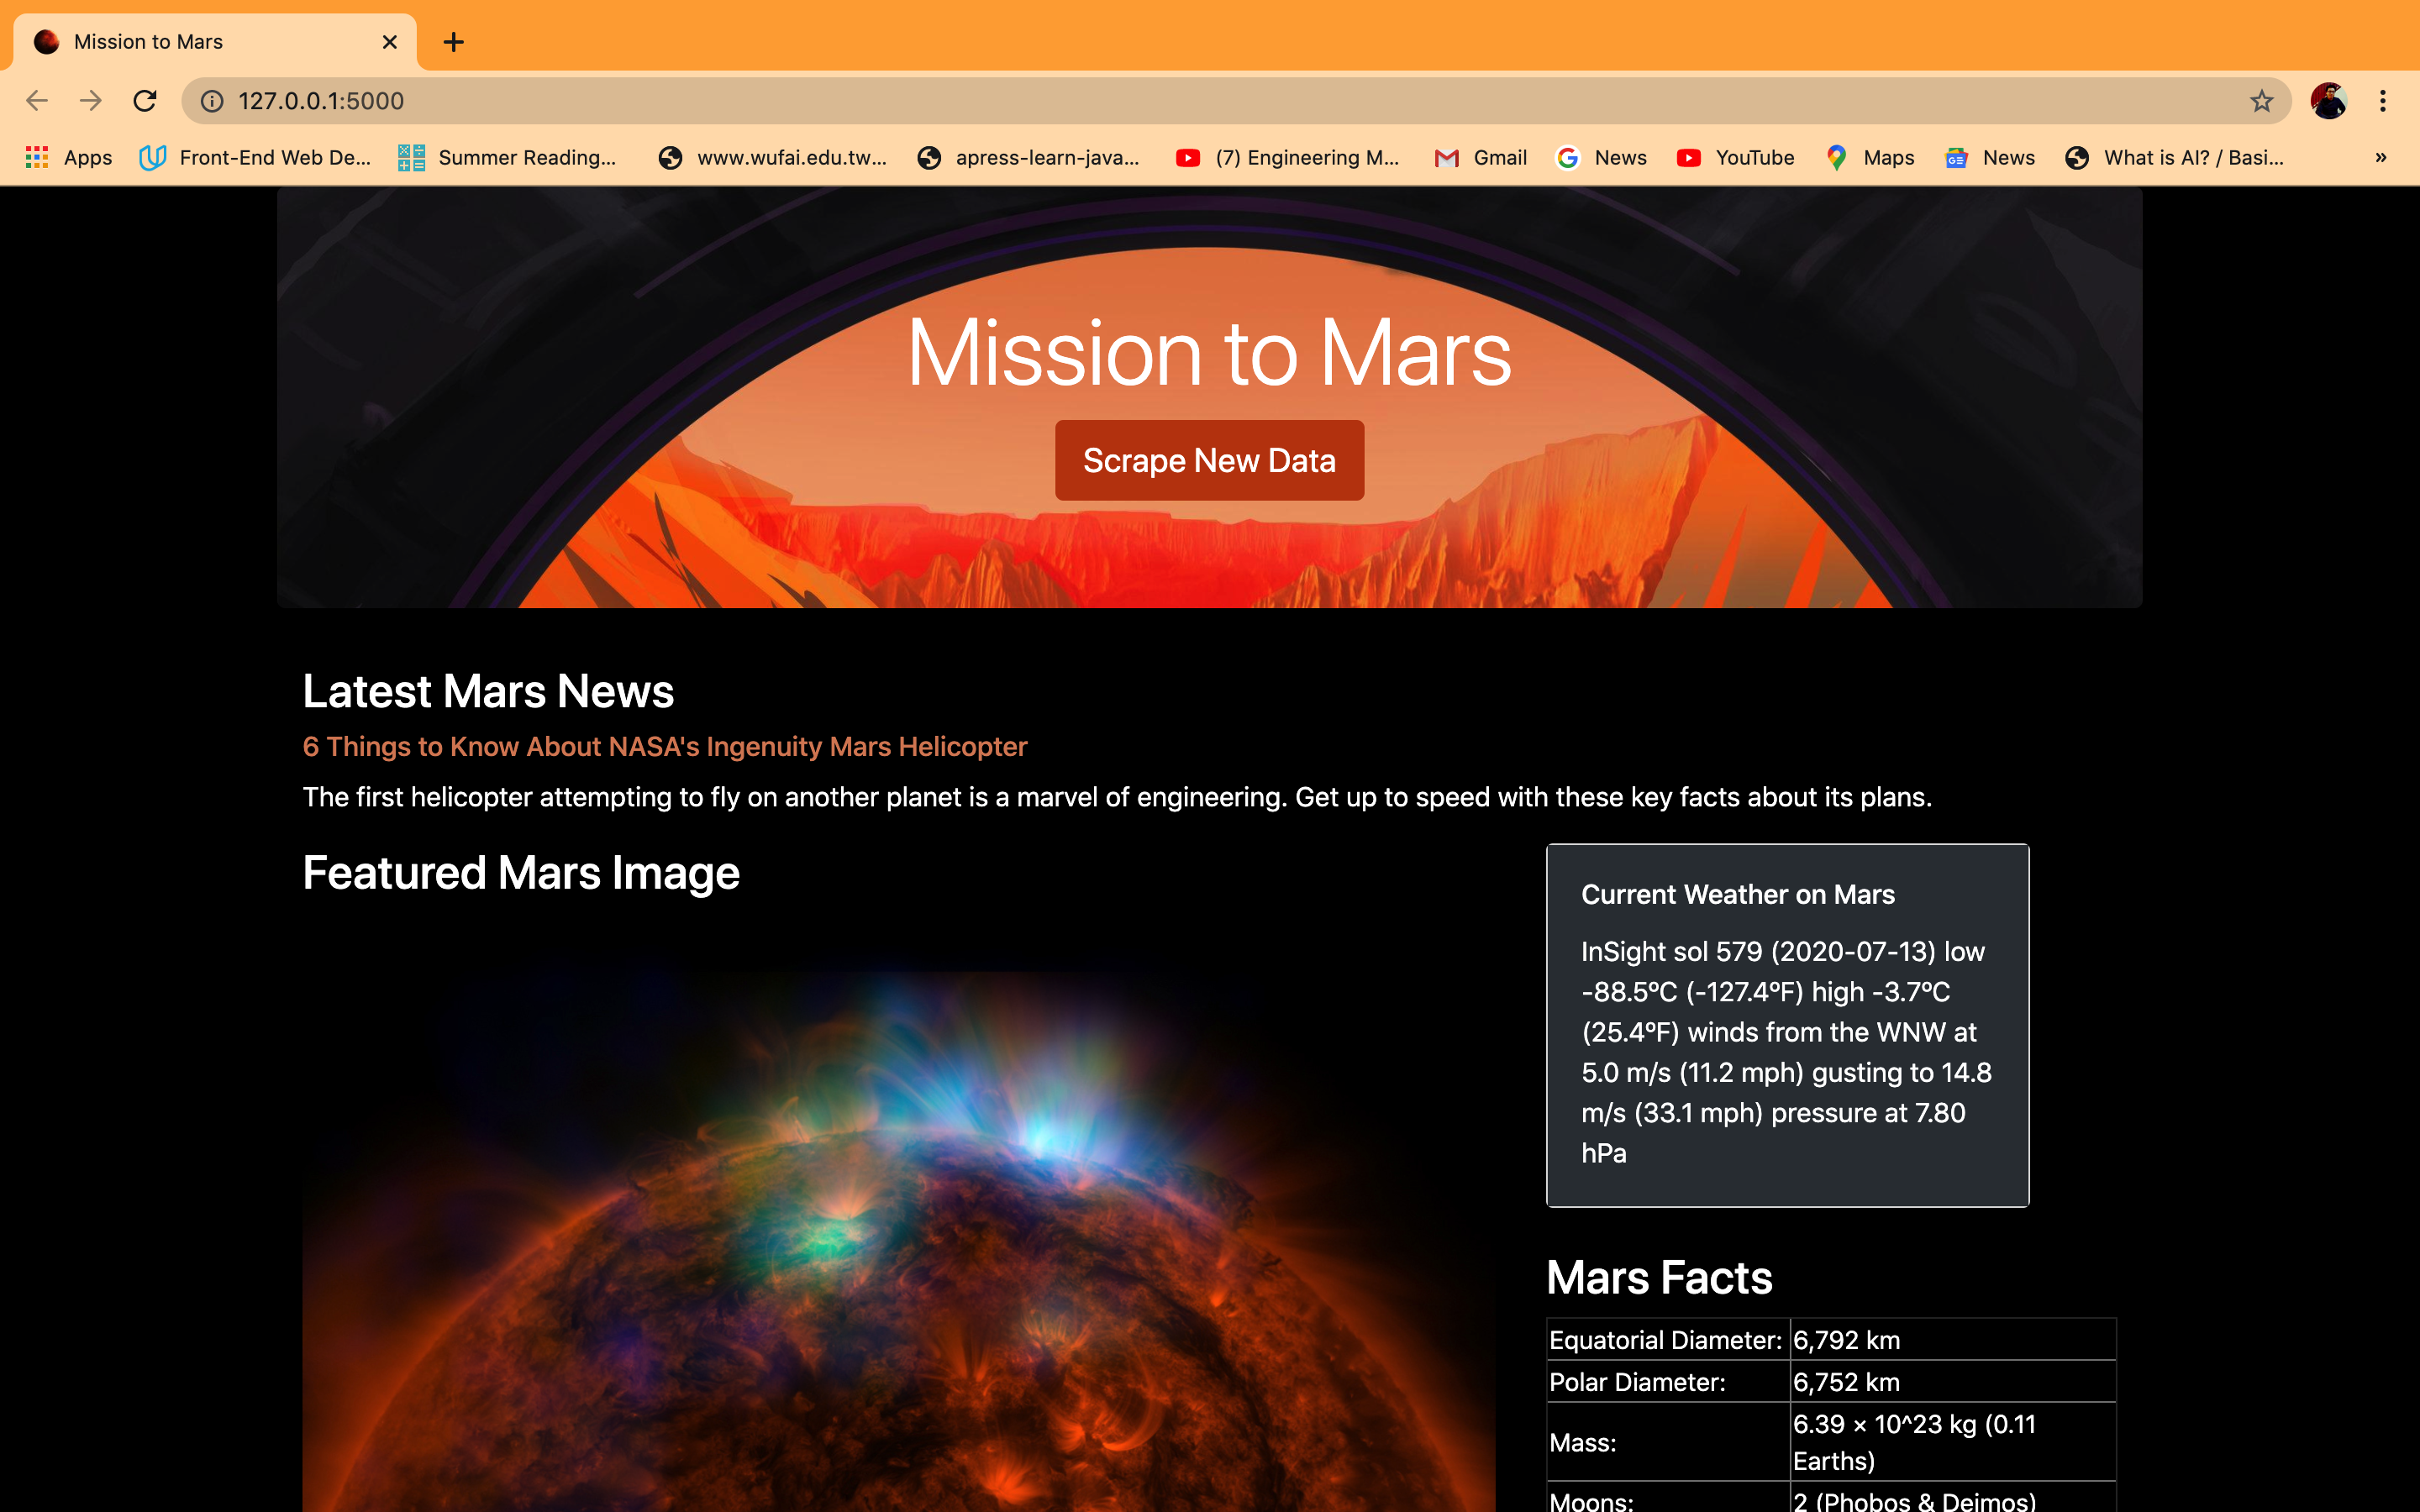 Mission to Mars
127.0.0.1:5000
Apps
Front-End Web De...
Summer Reading...
www.wufai.edu.tw...
apress-learn-java...
(7) Engineering M...
Gmail
News
YouTube
Maps
News
What is AI? / Basi...
»
Mission to Mars
Scrape New Data
Latest Mars News
6 Things to Know About NASA's Ingenuity Mars Helicopter
The first helicopter attempting to fly on another planet is a marvel of engineering. Get up to speed with these key facts about its plans.
Featured Mars Image
Current Weather on Mars
InSight sol 579 (2020-07-13) low
-88.5ºC (-127.4ºF) high -3.7ºC
(25.4ºF) winds from the WNW at
5.0 m/s (11.2 mph) gusting to 14.8
m/s (33.1 mph) pressure at 7.80
hPa
Mars Facts
Equatorial Diameter: 6,792 km
Polar Diameter: 6,752 km
Mass: 6.39 × 10^23 kg (0.11
Earths)
Moons: 2 (Phobos & Deimos)